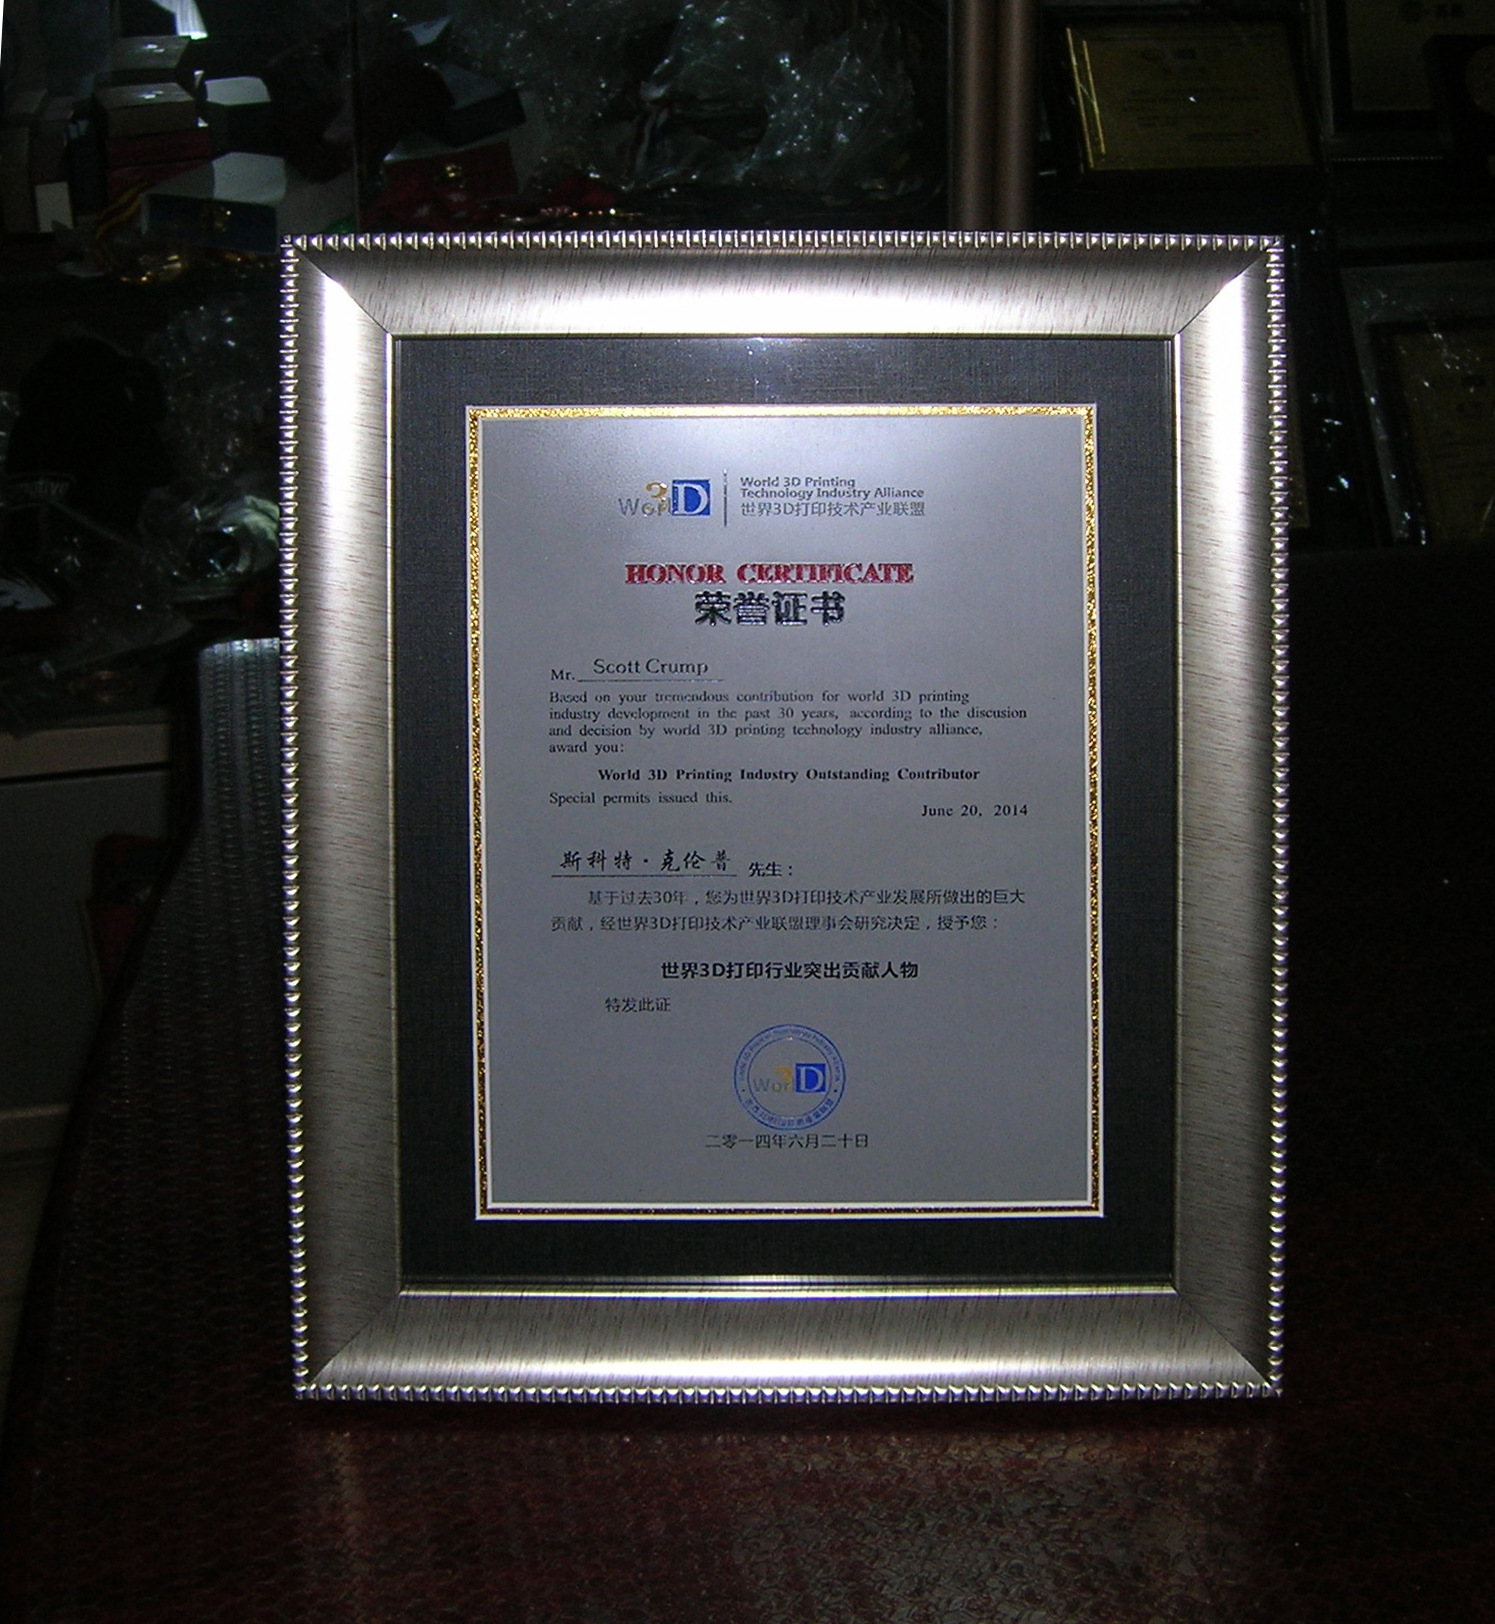 World 3D
World 3D Printing
Technology Industry Alliance
世界3D打印技术产业联盟
HONOR CERTIFICATE
荣誉证书
Mr. Scott Crump
Based on your tremendous contribution for world 3D printing
industry development in the past 30 years, according to the discusion
and decision by world 3D printing technology industry alliance,
award you:
World 3D Printing Industry Outstanding Contributor
Special permits issued this.
June 20, 2014
斯科特·克伦普 先生：
基于过去30年，您为世界3D打印技术产业发展所做出的巨大
贡献，经世界3D打印技术产业联盟理事会研究决定，授予您：
世界3D打印行业突出贡献人物
特发此证
World 3D
二零一四年六月二十日